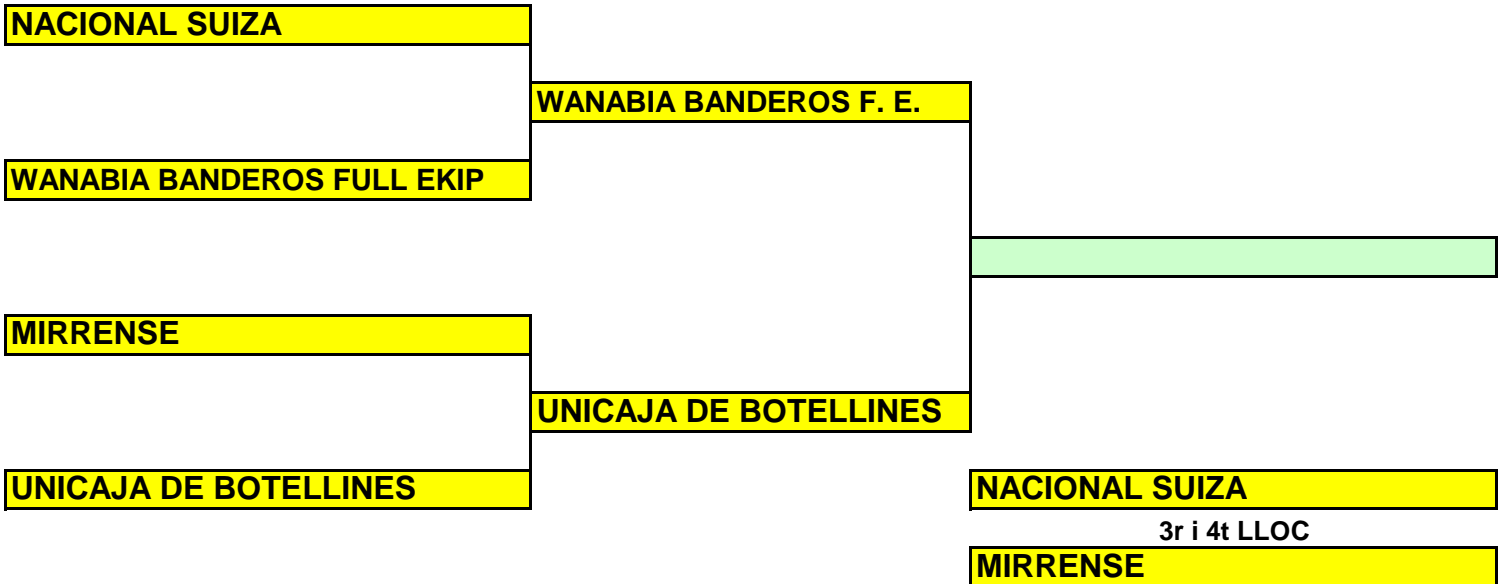 NACIONAL SUIZA
WANABIA BANDEROS F. E.
WANABIA BANDEROS FULL EKIP
MIRRENSE
UNICAJA DE BOTELLINES
UNICAJA DE BOTELLINES
NACIONAL SUIZA
3r i 4t LLOC
MIRRENSE